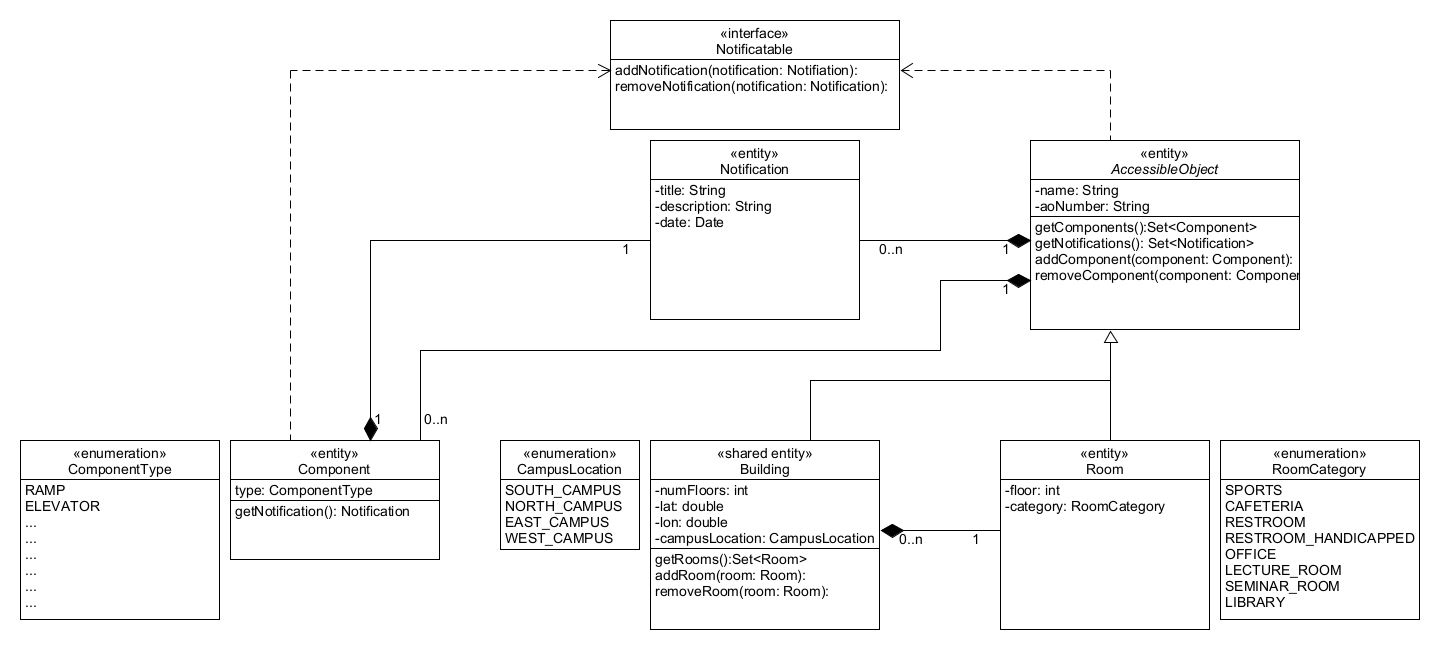 «interface»
Notificatable
addNotification(notification: Notifiation):
removeNotification(notification: Notification):
«entity»
Notification
-title: String
-description: String
-date: Date
«entity»
AccessibleObject
-name: String
-aoNumber: String
getComponents():Set<Component>
getNotifications(): Set<Notification>
addComponent(component: Component):
removeComponent(component: Componen
1
0..n
1
1
1
0..n
«enumeration»
ComponentType
RAMP
ELEVATOR
...
...
...
...
...
...
«entity»
Component
type: ComponentType
getNotification(): Notification
«enumeration»
CampusLocation
SOUTH_CAMPUS
NORTH_CAMPUS
EAST_CAMPUS
WEST_CAMPUS
«shared entity»
Building
-numFloors: int
-lat: double
-lon: double
-campusLocation: CampusLocation
getRooms():Set<Room>
addRoom(room: Room):
removeRoom(room: Room):
0..n
1
«entity»
Room
-floor: int
-category: RoomCategory
«enumeration»
RoomCategory
SPORTS
CAFETERIA
RESTROOM
RESTROOM_HANDICAPPED
OFFICE
LECTURE_ROOM
SEMINAR_ROOM
LIBRARY